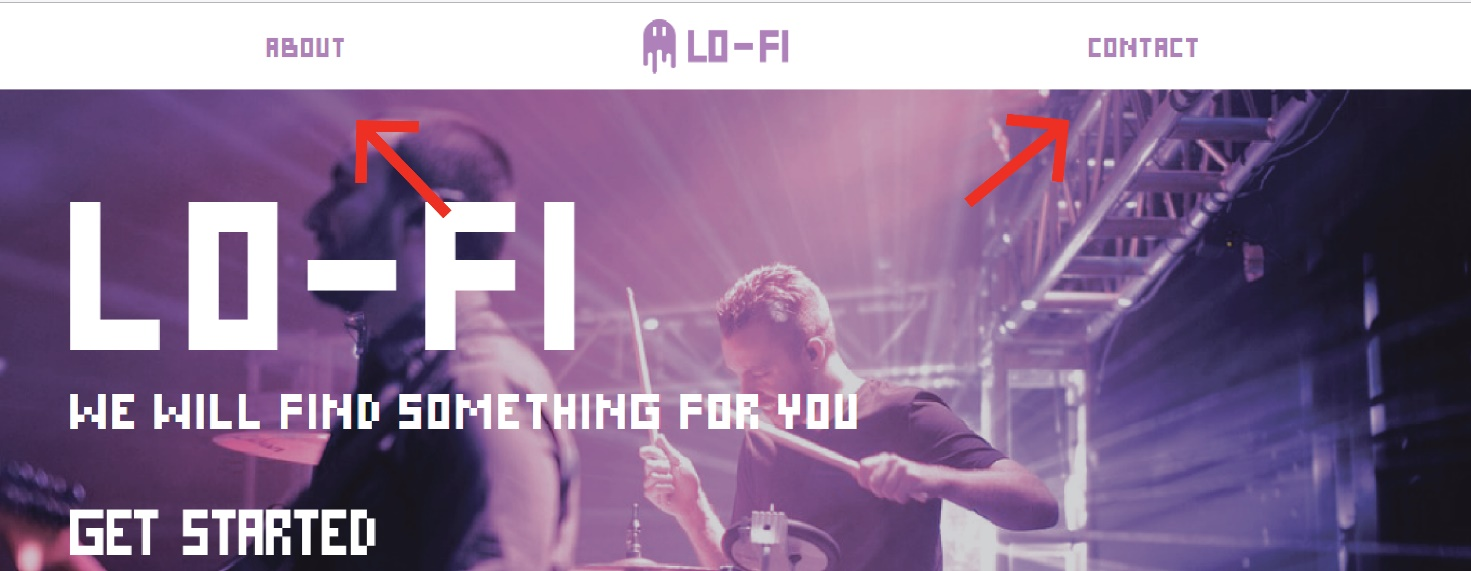 ABOUT
LO-FI
CONTACT
LO-FI
WE WILL FIND SOMETHING FOR YOU
GET STARTED